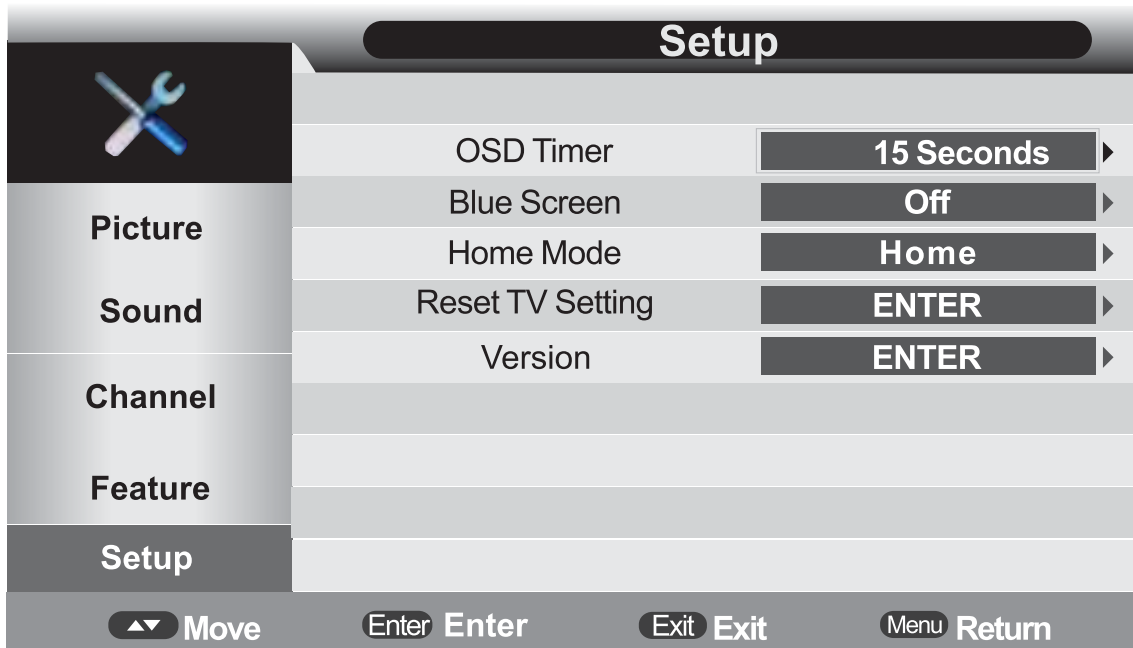 Setup
Picture
Sound
Channel
Feature
Setup
OSD Timer 15 Seconds
Blue Screen Off
Home Mode Home
Reset TV Setting ENTER
Version ENTER
Move Enter Enter Exit Exit Menu Return